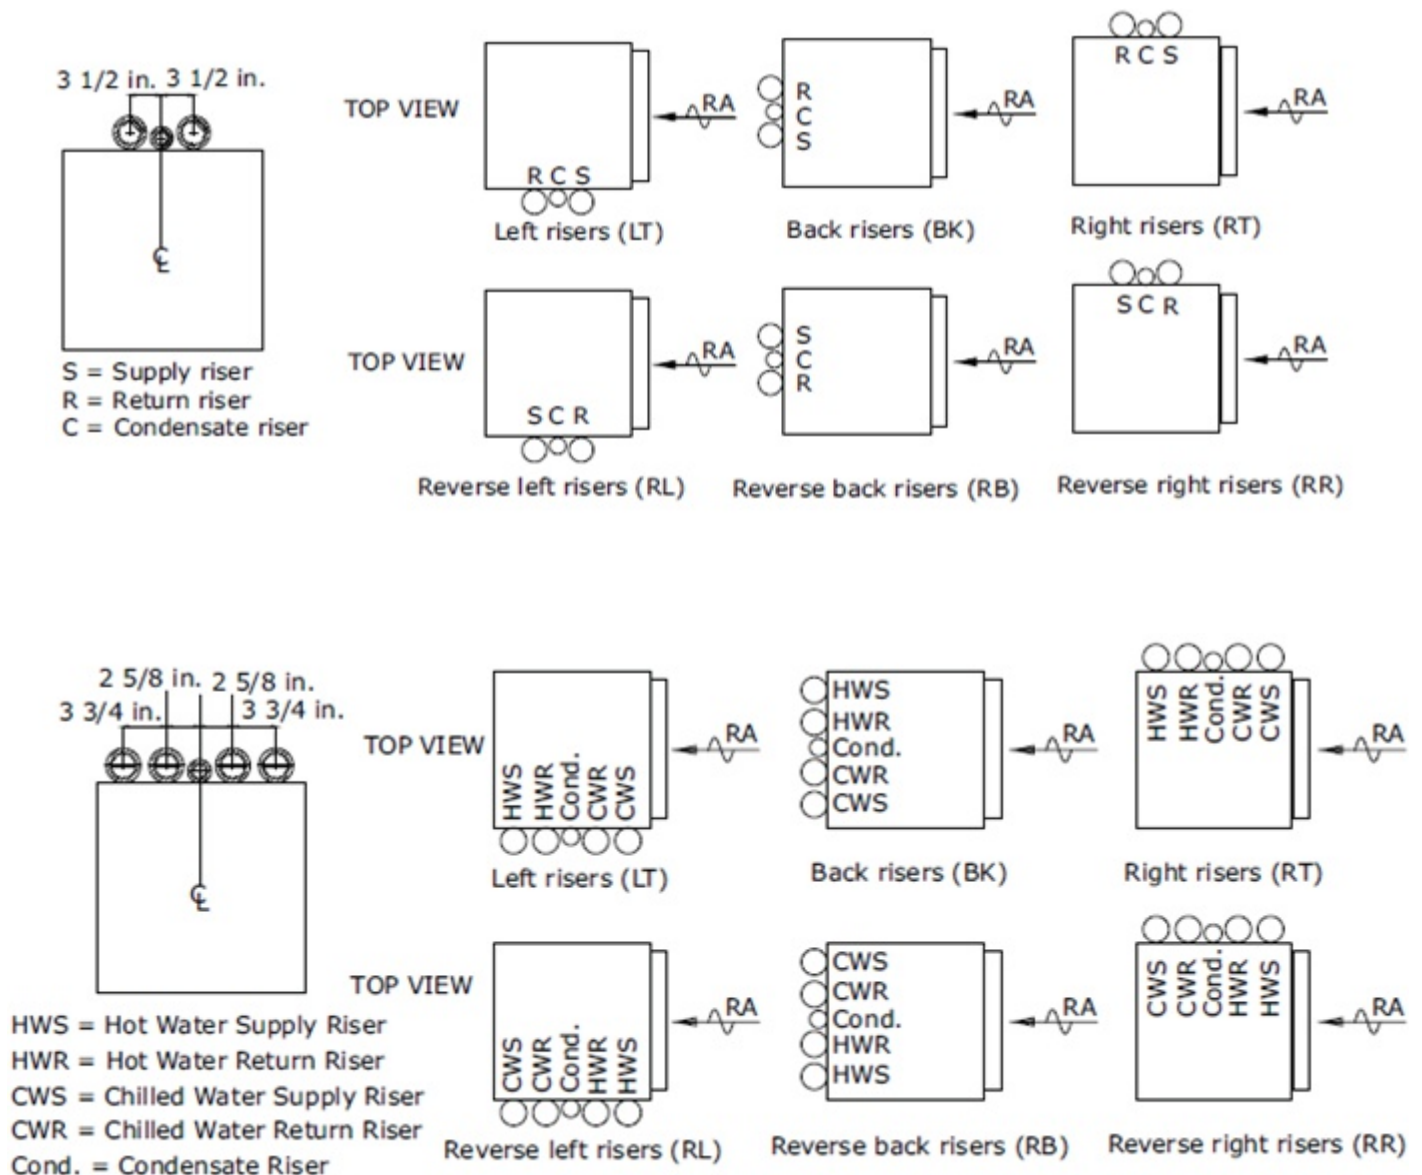 3 1/2 in. 3 1/2 in.
℄
S = Supply riser
R = Return riser
C = Condensate riser
TOP VIEW
R C S
RA
Left risers (LT)
R
C
S
RA
Back risers (BK)
R C S
RA
Right risers (RT)
TOP VIEW
S C R
RA
Reverse left risers (RL)
S
C
R
RA
Reverse back risers (RB)
S C R
RA
Reverse right risers (RR)
2 5/8 in. 2 5/8 in.
3 3/4 in. 3 3/4 in.
℄
HWS = Hot Water Supply Riser
HWR = Hot Water Return Riser
CWS = Chilled Water Supply Riser
CWR = Chilled Water Return Riser
Cond. = Condensate Riser
TOP VIEW
HWS
HWR
Cond.
CWR
CWS
RA
Left risers (LT)
HWS
HWR
Cond.
CWR
CWS
RA
Back risers (BK)
HWS
HWR
Cond.
CWR
CWS
RA
Right risers (RT)
TOP VIEW
CWS
CWR
Cond.
HWR
HWS
RA
Reverse left risers (RL)
CWS
CWR
Cond.
HWR
HWS
RA
Reverse back risers (RB)
CWS
CWR
Cond.
HWR
HWS
RA
Reverse right risers (RR)